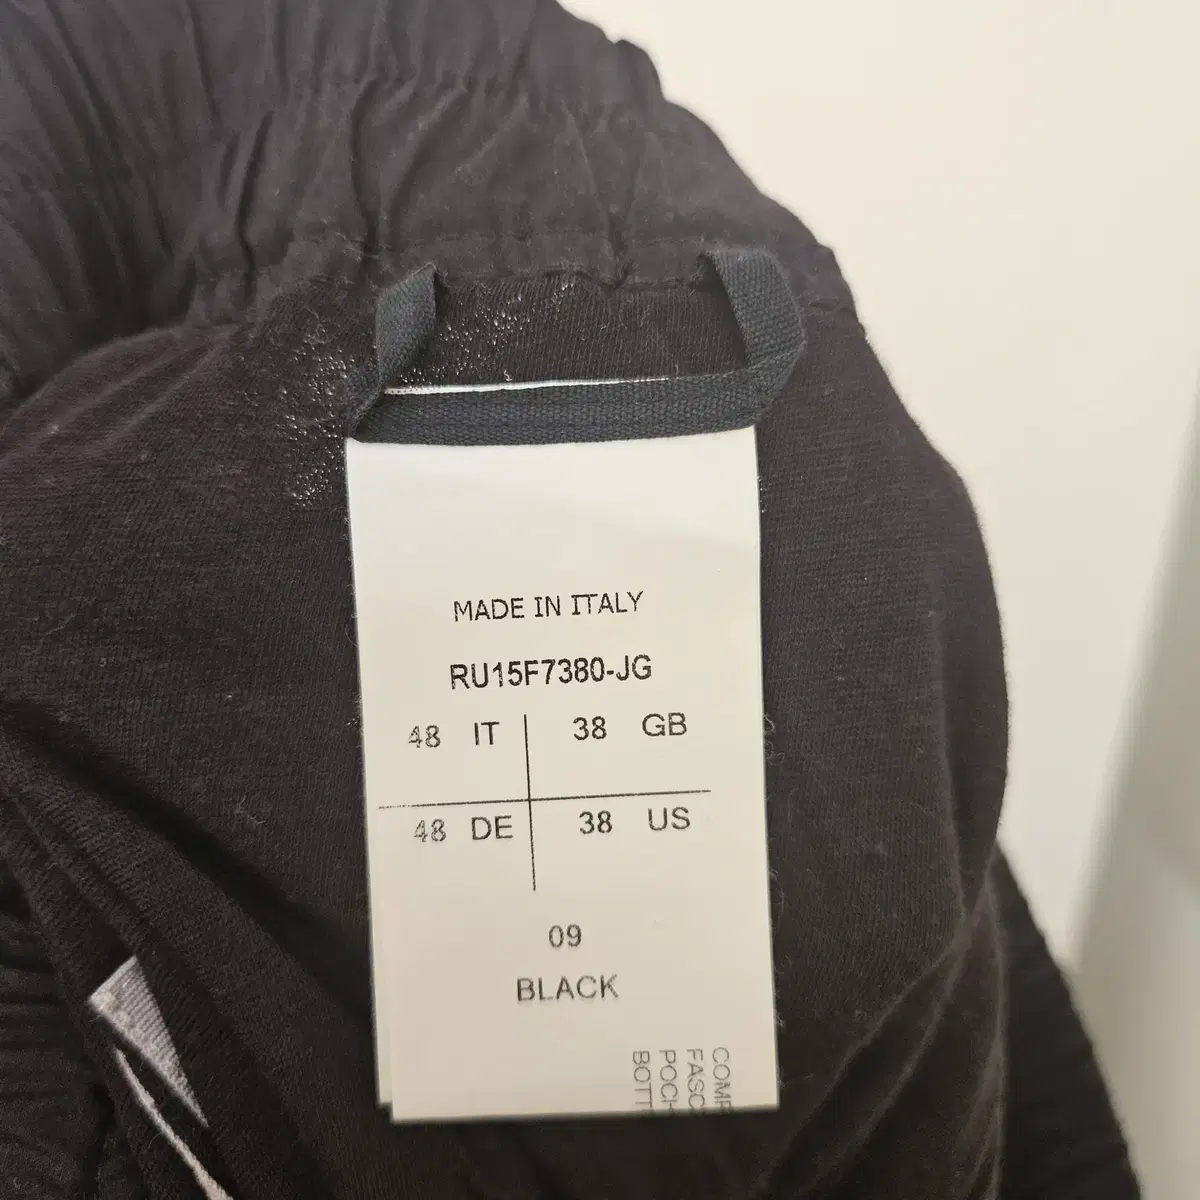 MADE IN ITALY
RU15F7380-JG
48 IT 38 GB
48 DE 38 US
09
BLACK
COMP
FASC
POCH
BOTT